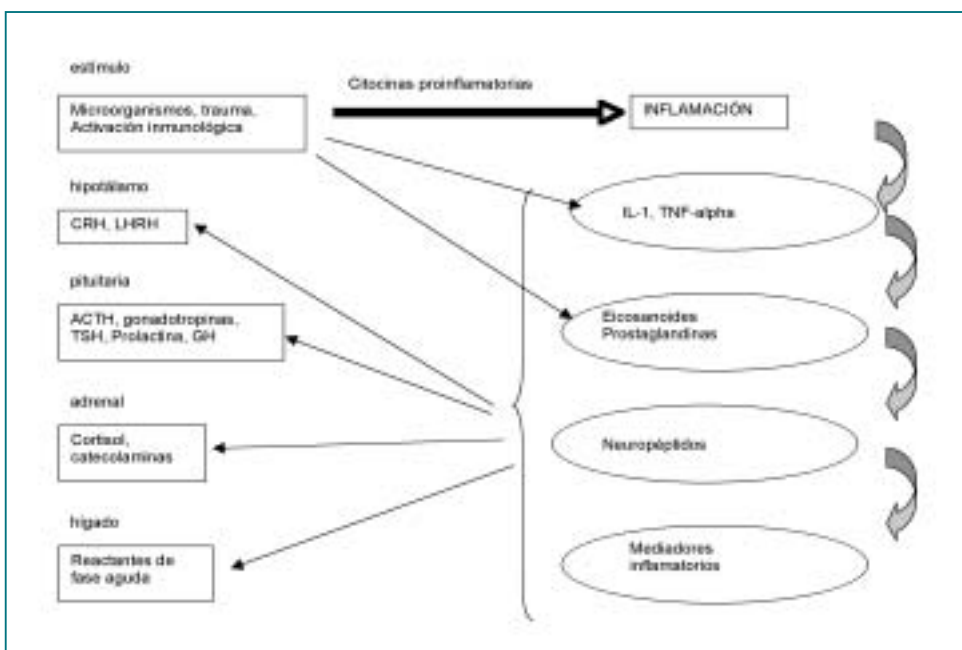 estímulo
Citocinas proinflamatorias
Microorganismos, trauma,
Activación inmunológica
INFLAMACIÓN
hipotálamo
CRH, LHRH
IL-1, TNF-alpha
pituitaria
ACTH, gonadotropinas,
TSH, Prolactina, GH
Eicosanoides
Prostaglandinas
adrenal
Cortisol,
catecolaminas
Neuropéptidos
hígado
Reactantes de
fase aguda
Mediadores
inflamatorios